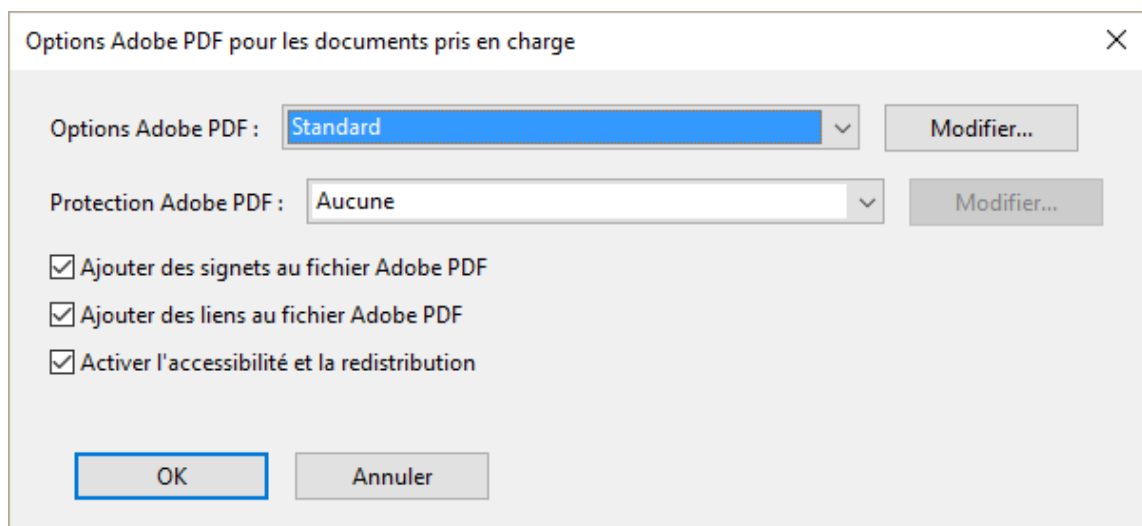 Options Adobe PDF pour les documents pris en charge
Options Adobe PDF : Standard Modifier...
Protection Adobe PDF : Aucune Modifier...
Ajouter des signets au fichier Adobe PDF
Ajouter des liens au fichier Adobe PDF
Activer l'accessibilité et la redistribution
OK Annuler